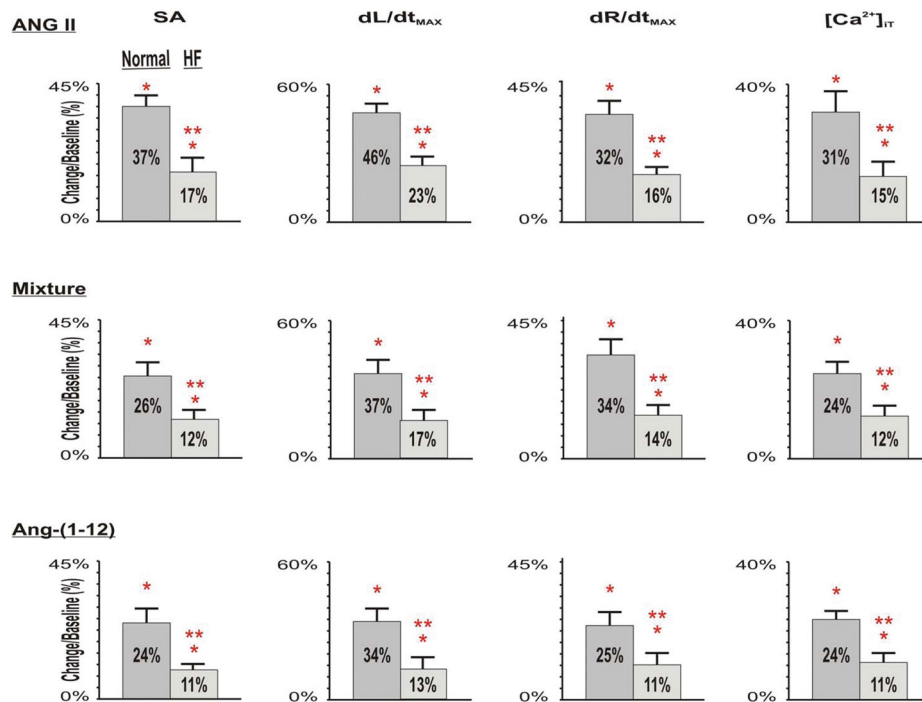 ANG II
SA dL/dtMAX dR/dtMAX [Ca²⁺]iT
Normal HF
45% 60% 45% 40%
* * * *
** ** ** **
* * * *
Change/Baseline (%)
37% 46% 32% 31%
17% 23% 16% 15%
0% 0% 0% 0%
Mixture
45% 60% 45% 40%
* * * *
** ** ** **
* * * *
Change/Baseline (%)
26% 37% 34% 24%
12% 17% 14% 12%
0% 0% 0% 0%
Ang-(1-12)
45% 60% 45% 40%
* * * *
** ** ** **
* * * *
Change/Baseline (%)
24% 34% 25% 24%
11% 13% 11% 11%
0% 0% 0% 0%